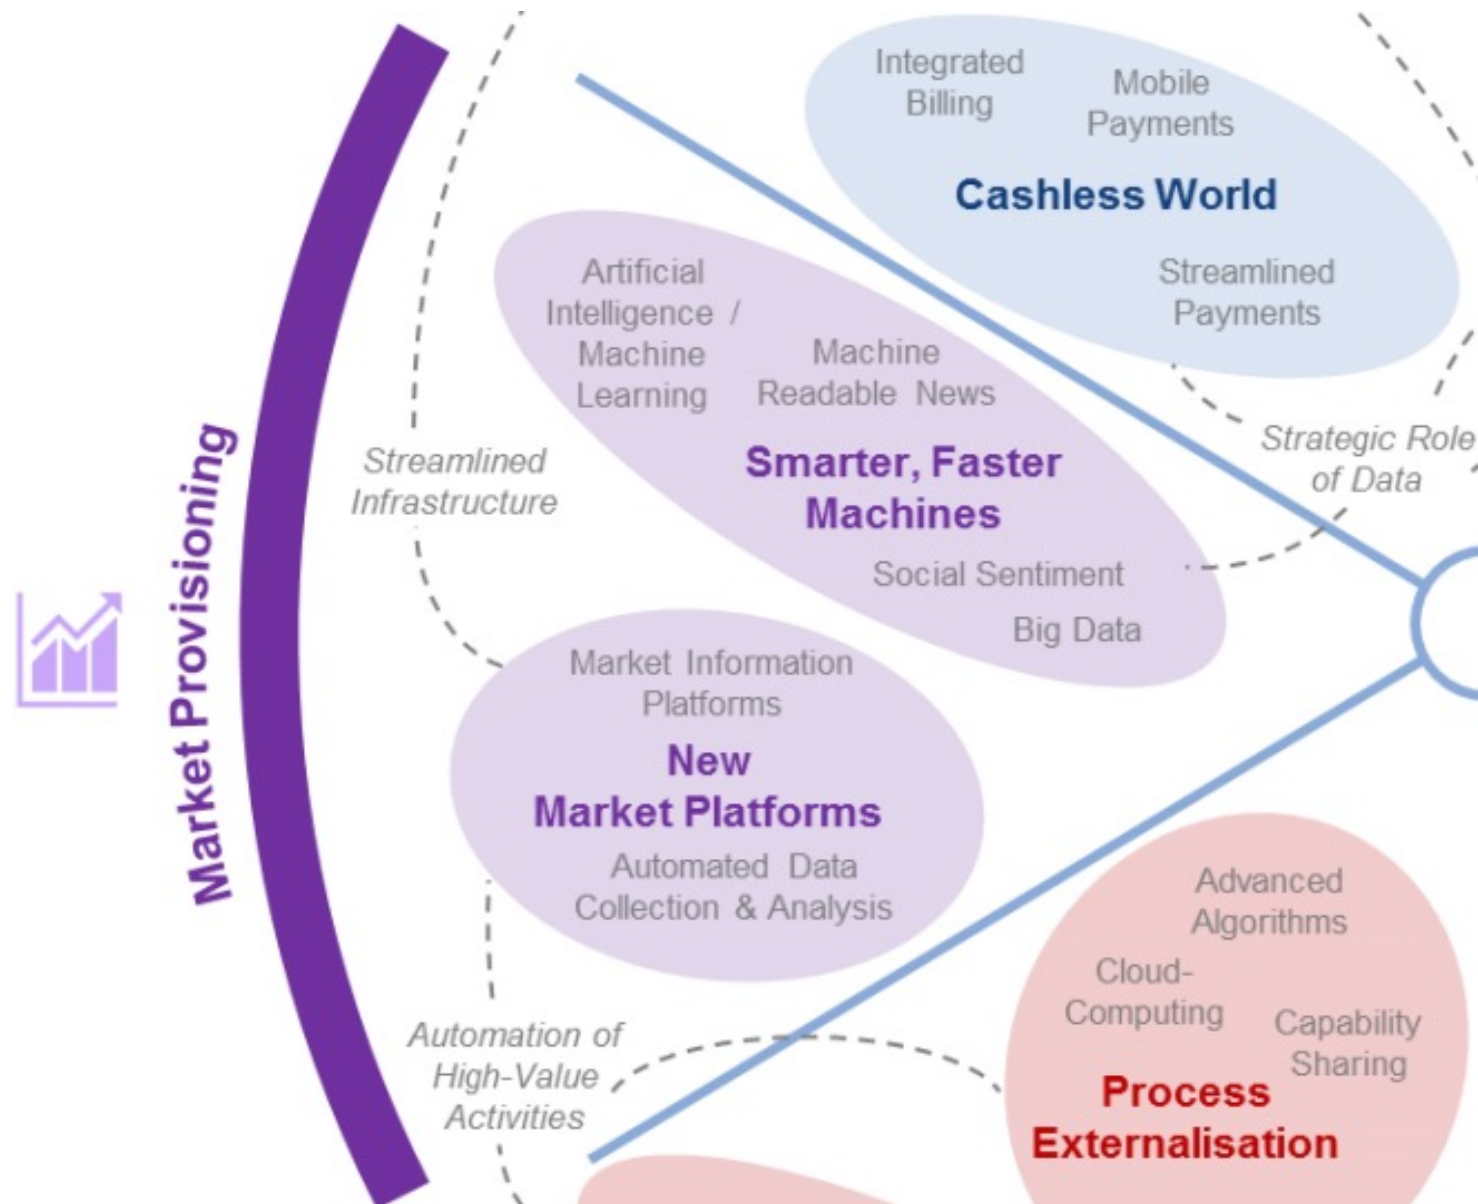 Integrated
Billing
Mobile
Payments
Cashless World
Streamlined
Payments
Artificial
Intelligence /
Machine
Learning
Machine
Readable News
Smarter, Faster
Machines
Social Sentiment
Big Data
Strategic Role
of Data
Streamlined
Infrastructure
Market Provisioning
Market Information
Platforms
New
Market Platforms
Automated Data
Collection & Analysis
Automation of
High-Value
Activities
Advanced
Algorithms
Cloud-
Computing
Capability
Sharing
Process
Externalisation